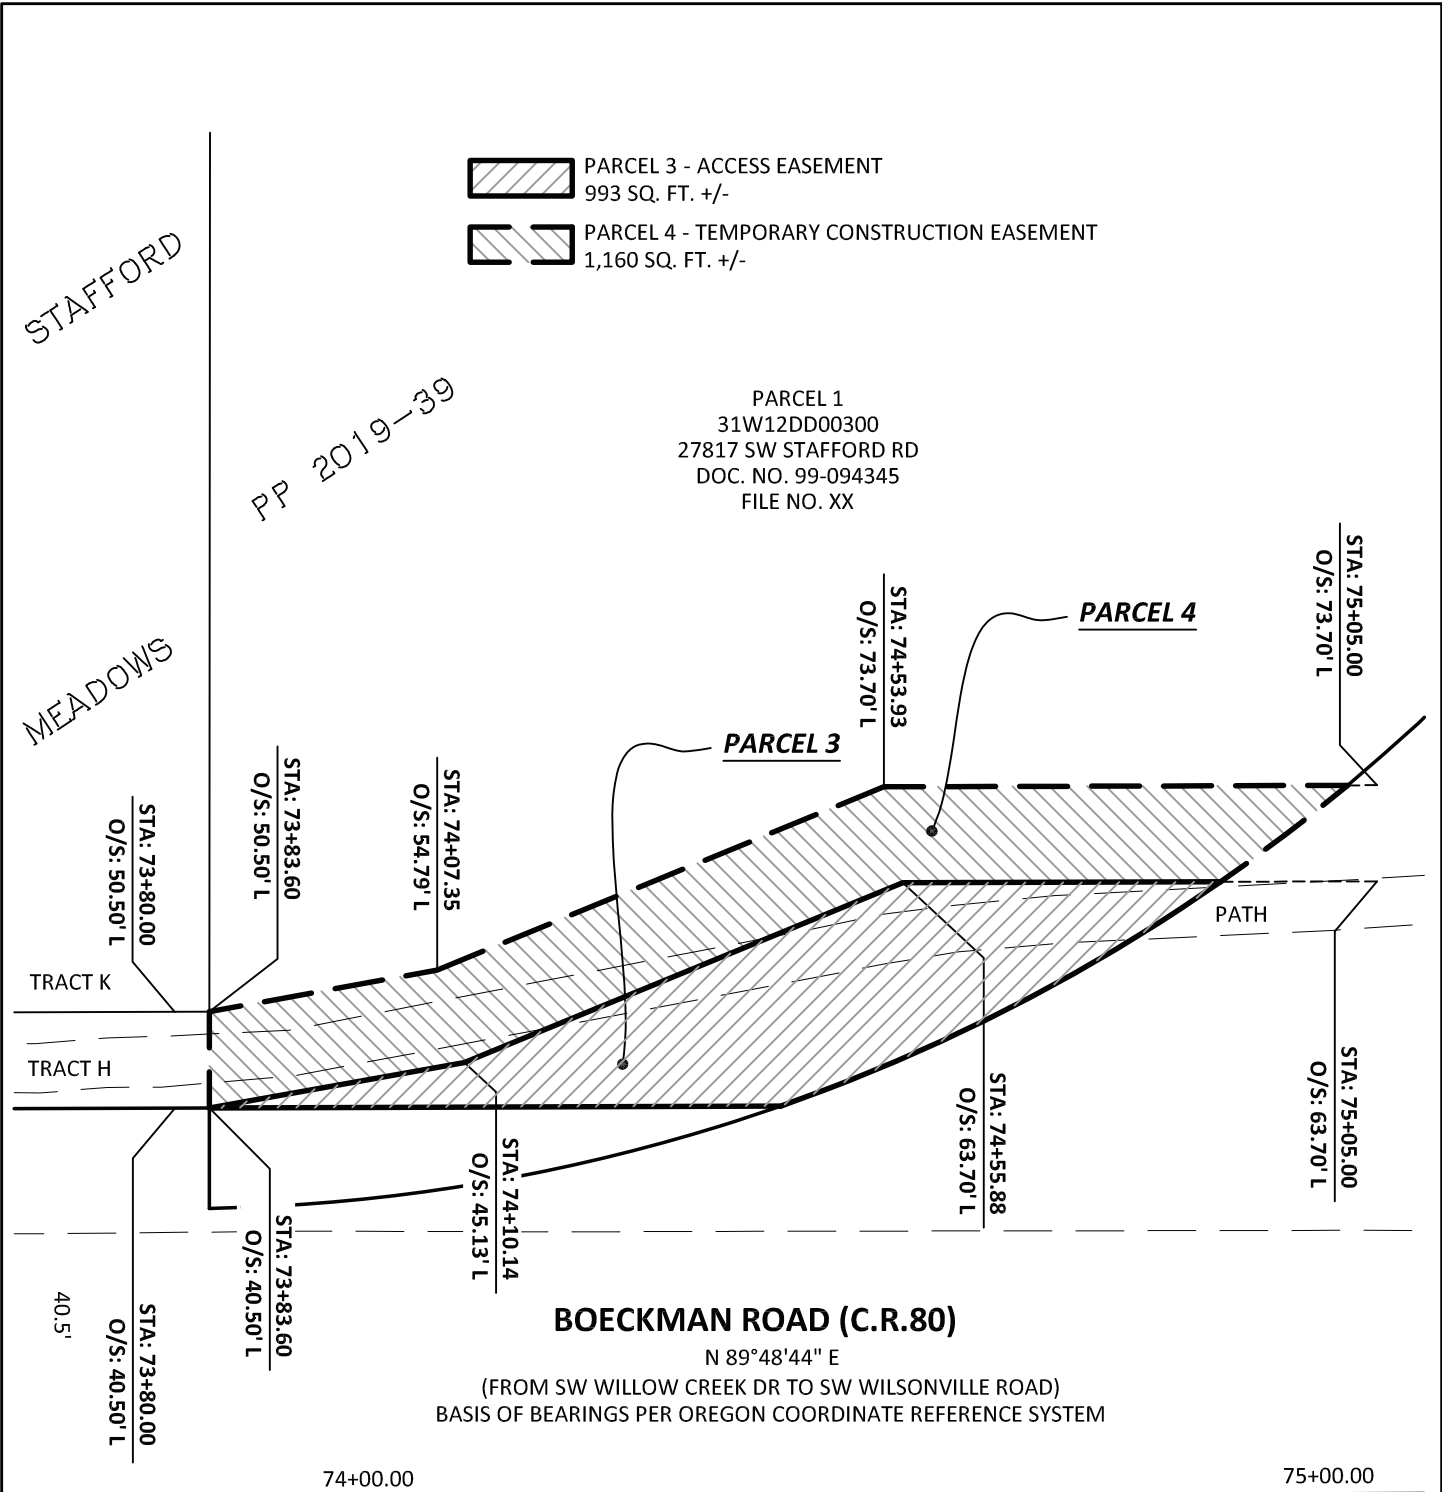 PARCEL 3 - ACCESS EASEMENT
993 SQ. FT. +/-
PARCEL 4 - TEMPORARY CONSTRUCTION EASEMENT
1,160 SQ. FT. +/-
STAFFORD
MEADOWS
PP 2019-39
PARCEL 1
31W12DD00300
27817 SW STAFFORD RD
DOC. NO. 99-094345
FILE NO. XX
STA: 75+05.00
O/S: 73.70' L
STA: 74+53.93
O/S: 73.70' L
PARCEL 4
PARCEL 3
STA: 73+83.60
O/S: 50.50' L
STA: 74+07.35
O/S: 54.79' L
STA: 73+80.00
O/S: 50.50' L
PATH
TRACT K
TRACT H
STA: 75+05.00
O/S: 63.70' L
STA: 74+55.88
O/S: 63.70' L
STA: 74+10.14
O/S: 45.13' L
STA: 73+83.60
O/S: 40.50' L
STA: 73+80.00
O/S: 40.50' L
40.5'
BOECKMAN ROAD (C.R.80)
N 89°48'44" E
(FROM SW WILLOW CREEK DR TO SW WILSONVILLE ROAD)
BASIS OF BEARINGS PER OREGON COORDINATE REFERENCE SYSTEM
74+00.00
75+00.00